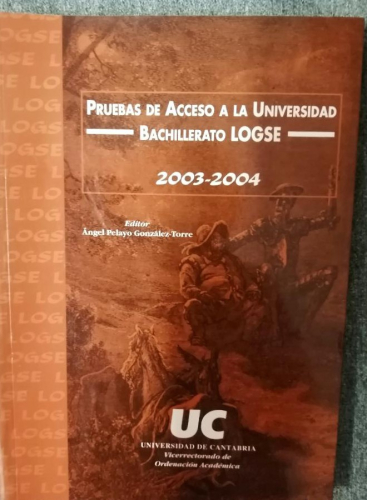 PRUEBAS DE ACCESO A LA UNIVERSIDAD
BACHILLERATO LOGSE
2003-2004
Editor
Ángel Pelayo González-Torre
UC
UNIVERSIDAD DE CANTABRIA
Vicerrectorado de
Ordenación Académica